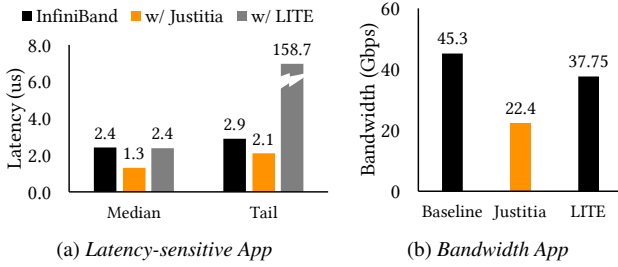 InfiniBand w/ Justitia w/ LITE
8.0
6.0
4.0
2.0
0.0
Latency (us)
2.4
1.3
2.4
2.9
2.1
158.7
Median Tail
(a) Latency-sensitive App
60
40
20
0
Bandwidth (Gbps)
45.3
22.4
37.75
Baseline Justitia LITE
(b) Bandwidth App